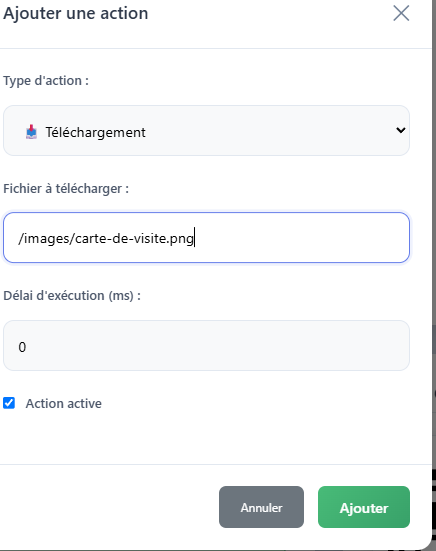 Ajouter une action
Type d'action :
Téléchargement
Fichier à télécharger :
/images/carte-de-visite.png
Délai d'exécution (ms) :
0
Action active
Annuler
Ajouter